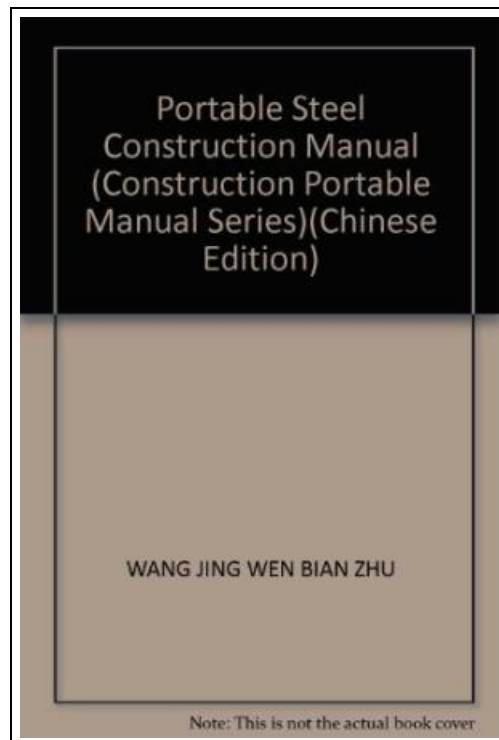 Portable Steel
Construction Manual
(Construction Portable
Manual Series)(Chinese
Edition)
WANG JING WEN BIAN ZHU
Note: This is not the actual book cover